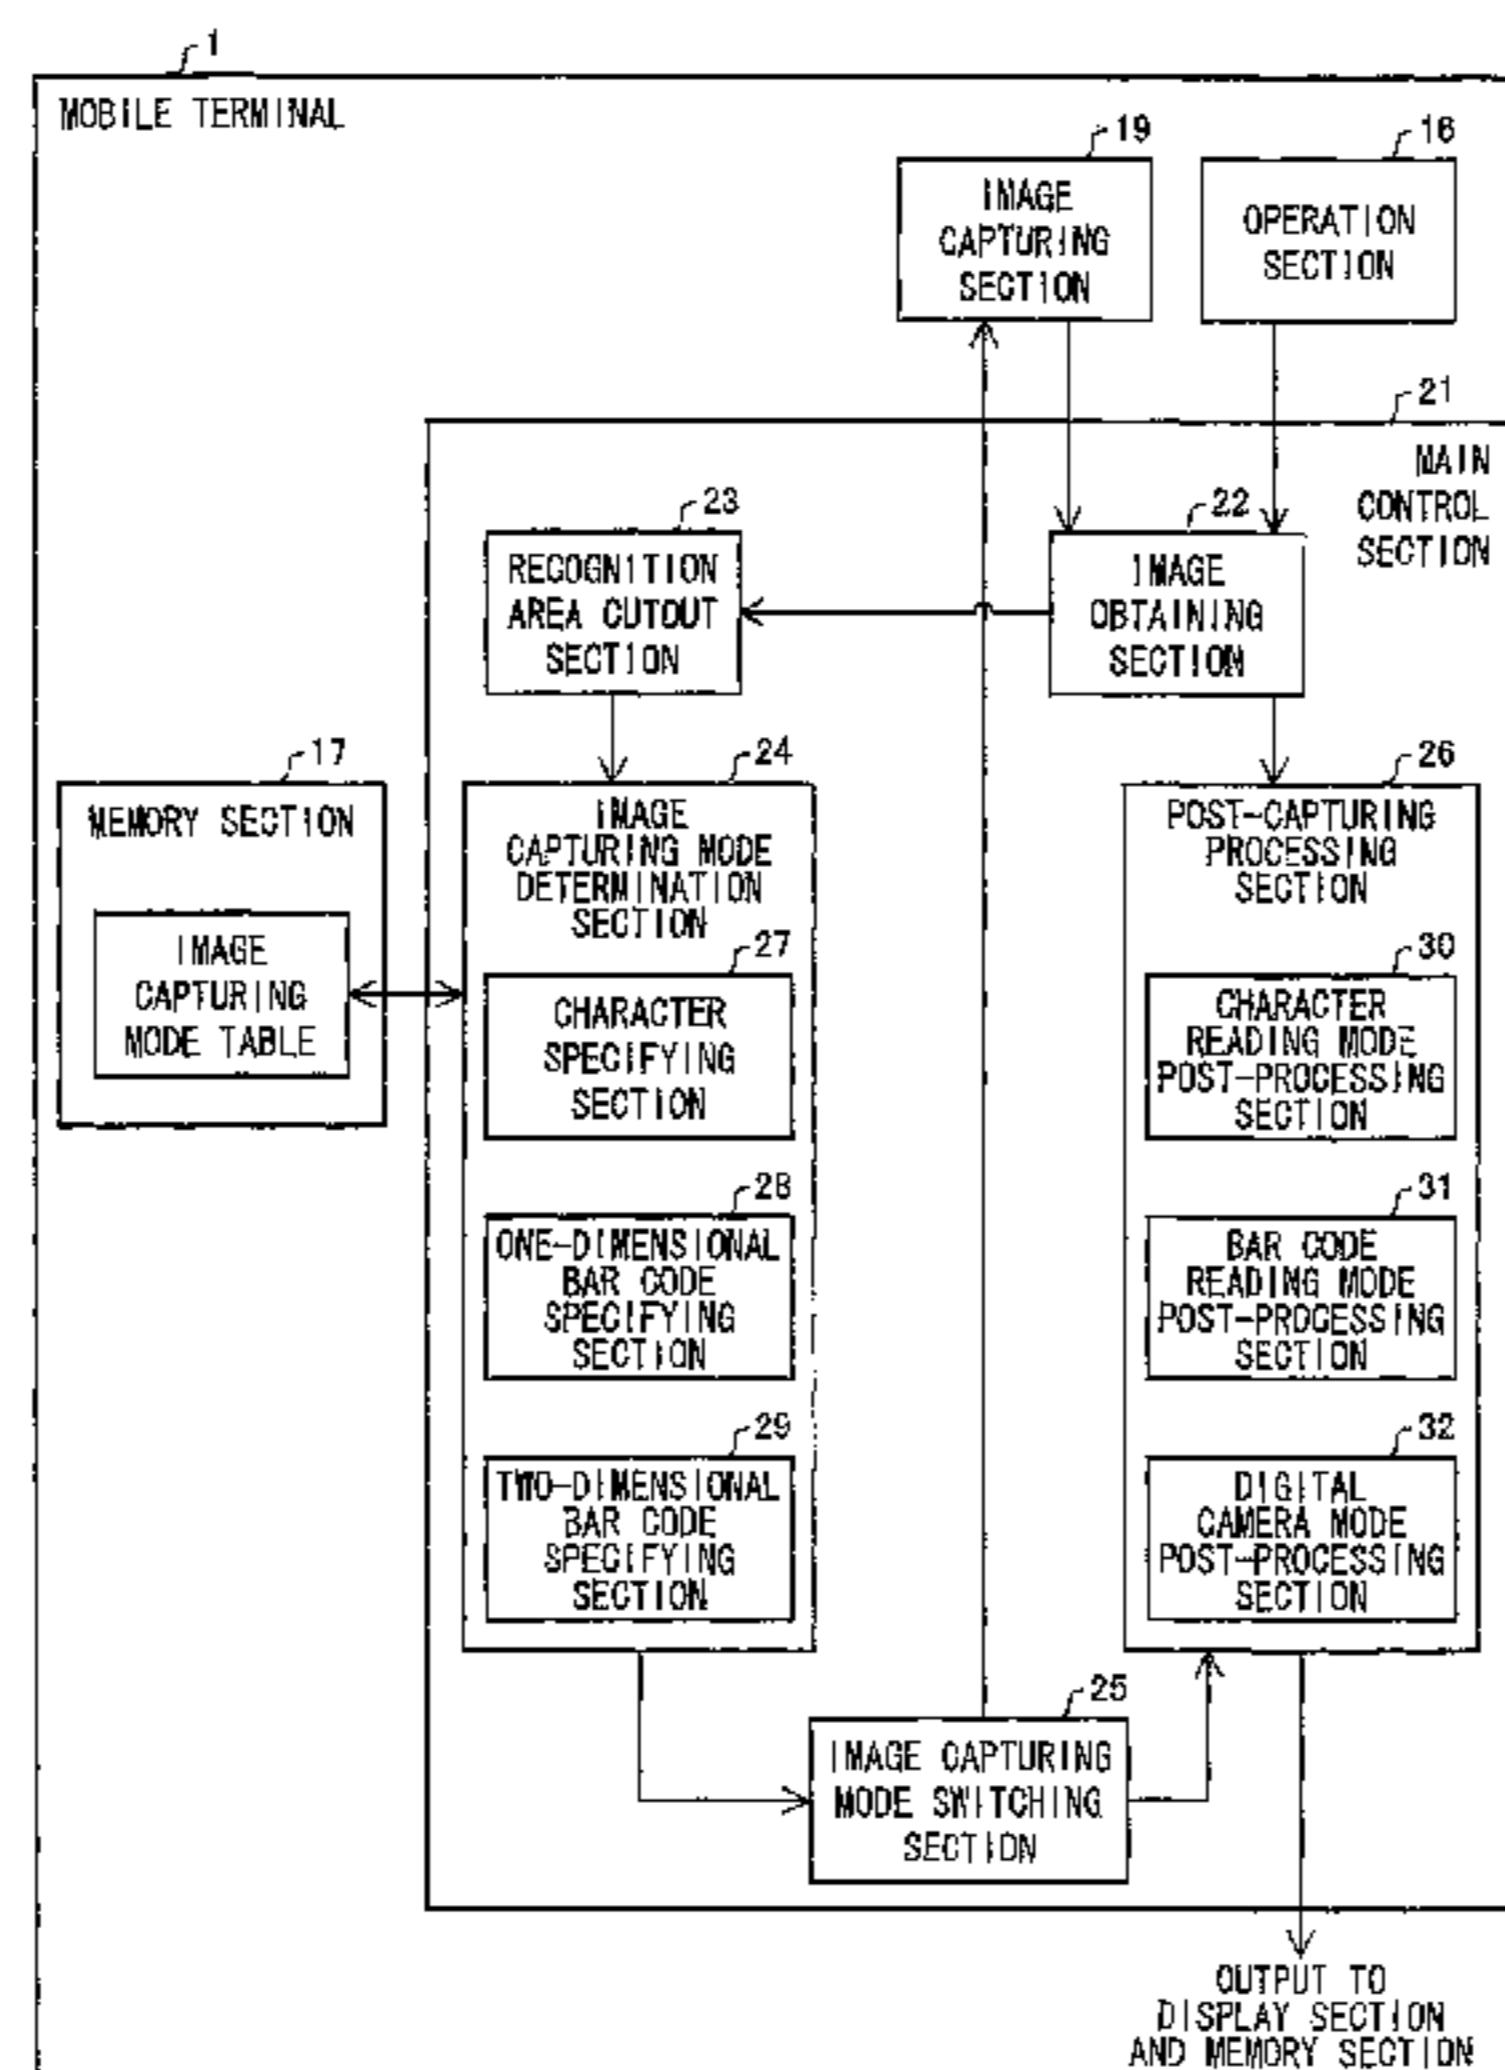 1
MOBILE TERMINAL
19
IMAGE
CAPTURING
SECTION
16
OPERATION
SECTION
21
MAIN
CONTROL
SECTION
23
RECOGNITION
AREA CUTOUT
SECTION
22
IMAGE
OBTAINING
SECTION
17
MEMORY SECTION
IMAGE
CAPTURING
MODE TABLE
24
IMAGE
CAPTURING MODE
DETERMINATION
SECTION
27
CHARACTER
SPECIFYING
SECTION
28
ONE-DIMENSIONAL
BAR CODE
SPECIFYING
SECTION
29
TWO-DIMENSIONAL
BAR CODE
SPECIFYING
SECTION
26
POST-CAPTURING
PROCESSING
SECTION
30
CHARACTER
READING MODE
POST-PROCESSING
SECTION
31
BAR CODE
READING MODE
POST-PROCESSING
SECTION
32
DIGITAL
CAMERA MODE
POST-PROCESSING
SECTION
25
IMAGE CAPTURING
MODE SWITCHING
SECTION
OUTPUT TO
DISPLAY SECTION
AND MEMORY SECTION